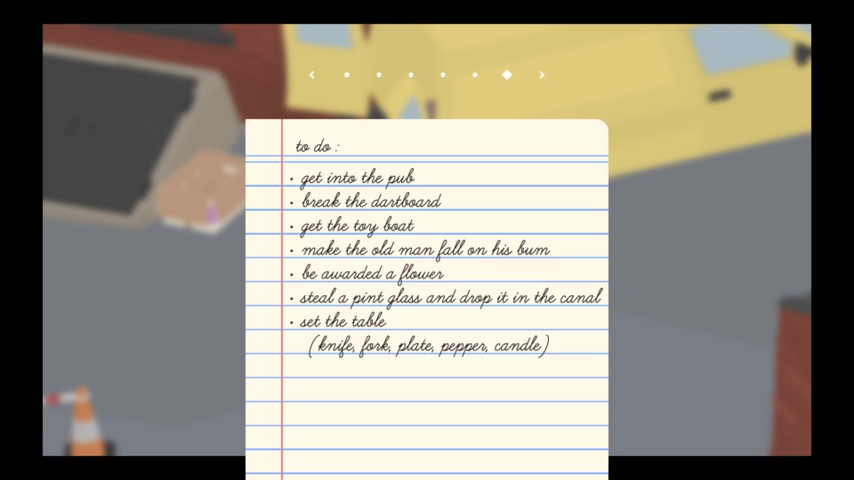 to do :
• get into the pub
• break the dartboard
• get the toy boat
• make the old man fall on his bum
• be awarded a flower
• steal a pint glass and drop it in the canal
• set the table
(knife, fork, plate, pepper, candle)